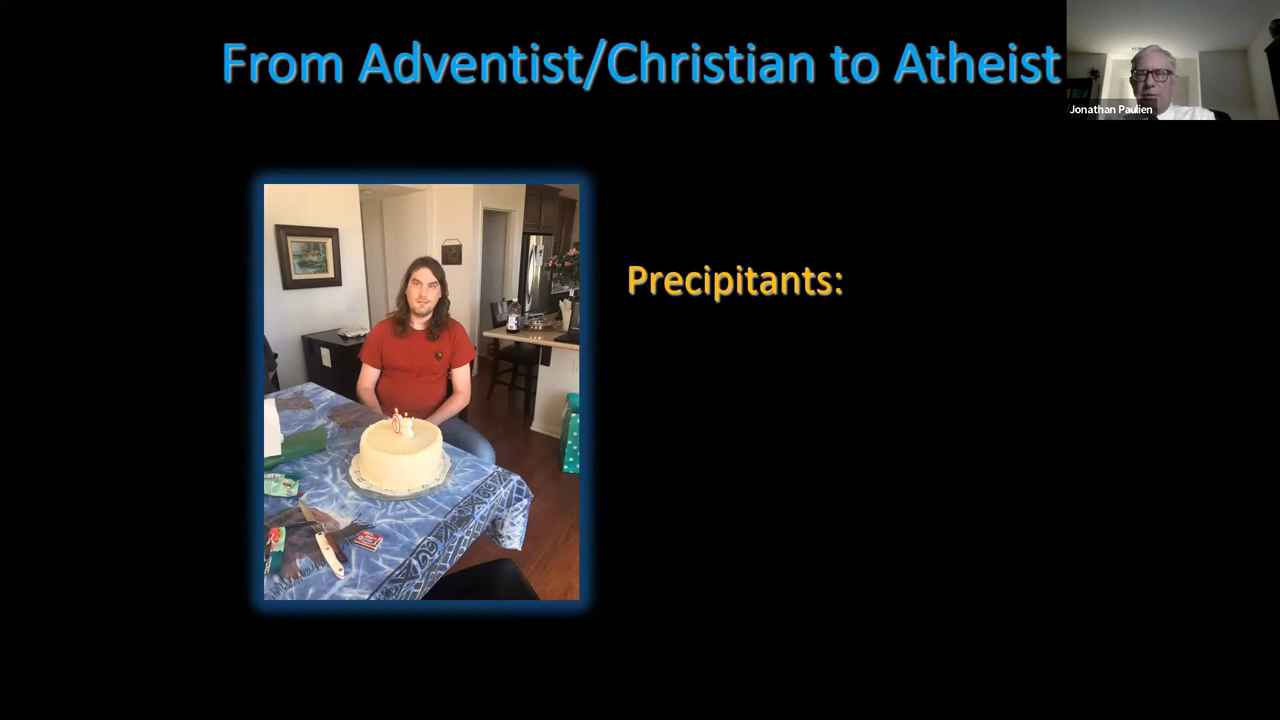 From Adventist/Christian to Atheist
Jonathan Paulien
Precipitants: